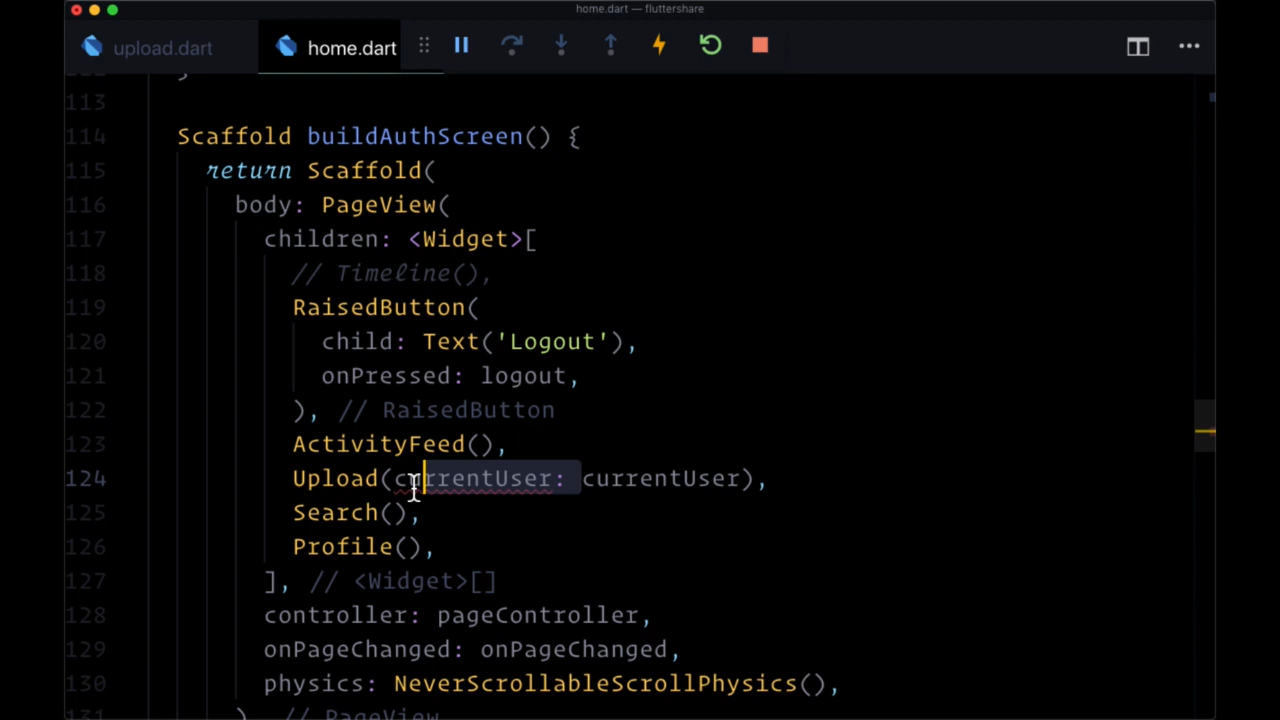 home.dart — fluttershare
upload.dart
home.dart
113
114 Scaffold buildAuthScreen() {
115 return Scaffold(
116 body: PageView(
117 children: <Widget>[
118 // Timeline(),
119 RaisedButton(
120 child: Text('Logout'),
121 onPressed: logout,
122 ), // RaisedButton
123 ActivityFeed(),
124 Upload(currentUser: currentUser),
125 Search(),
126 Profile(),
127 ], // <Widget>[]
128 controller: pageController,
129 onPageChanged: onPageChanged,
130 physics: NeverScrollableScrollPhysics(),
131 ) // PageView